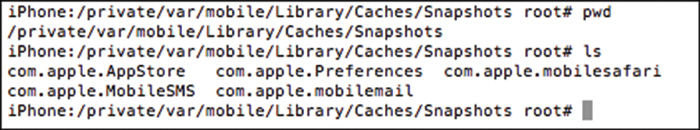 iPhone:/private/var/mobile/Library/Caches/Snapshots root# pwd
/private/var/mobile/Library/Caches/Snapshots
iPhone:/private/var/mobile/Library/Caches/Snapshots root# ls
com.apple.AppStore   com.apple.Preferences  com.apple.mobilesafari
com.apple.MobileSMS  com.apple.mobilemail
iPhone:/private/var/mobile/Library/Caches/Snapshots root#